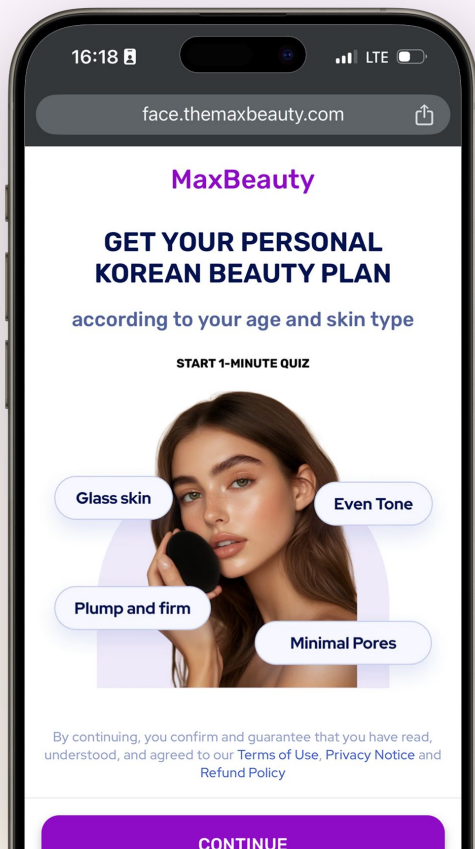 16:18
LTE
face.themaxbeauty.com
MaxBeauty
GET YOUR PERSONAL
KOREAN BEAUTY PLAN
according to your age and skin type
START 1-MINUTE QUIZ
Glass skin
Even Tone
Plump and firm
Minimal Pores
By continuing, you confirm and guarantee that you have read,
understood, and agreed to our Terms of Use, Privacy Notice and
Refund Policy
CONTINUE